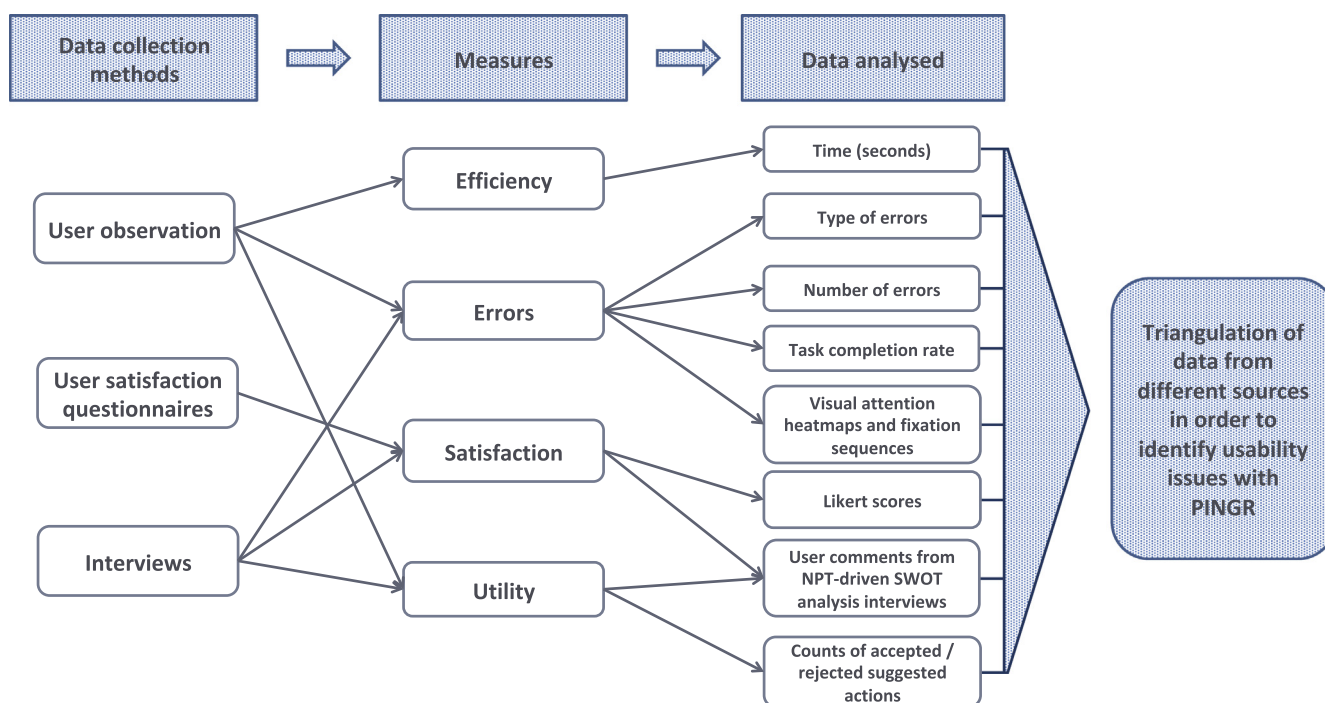 Data collection
methods
Measures
Data analysed
User observation
User satisfaction
questionnaires
Interviews
Efficiency
Errors
Satisfaction
Utility
Time (seconds)
Type of errors
Number of errors
Task completion rate
Visual attention
heatmaps and fixation
sequences
Likert scores
User comments from
NPT-driven SWOT
analysis interviews
Counts of accepted /
rejected suggested
actions
Triangulation of
data from
different sources
in order to
identify usability
issues with
PINGR